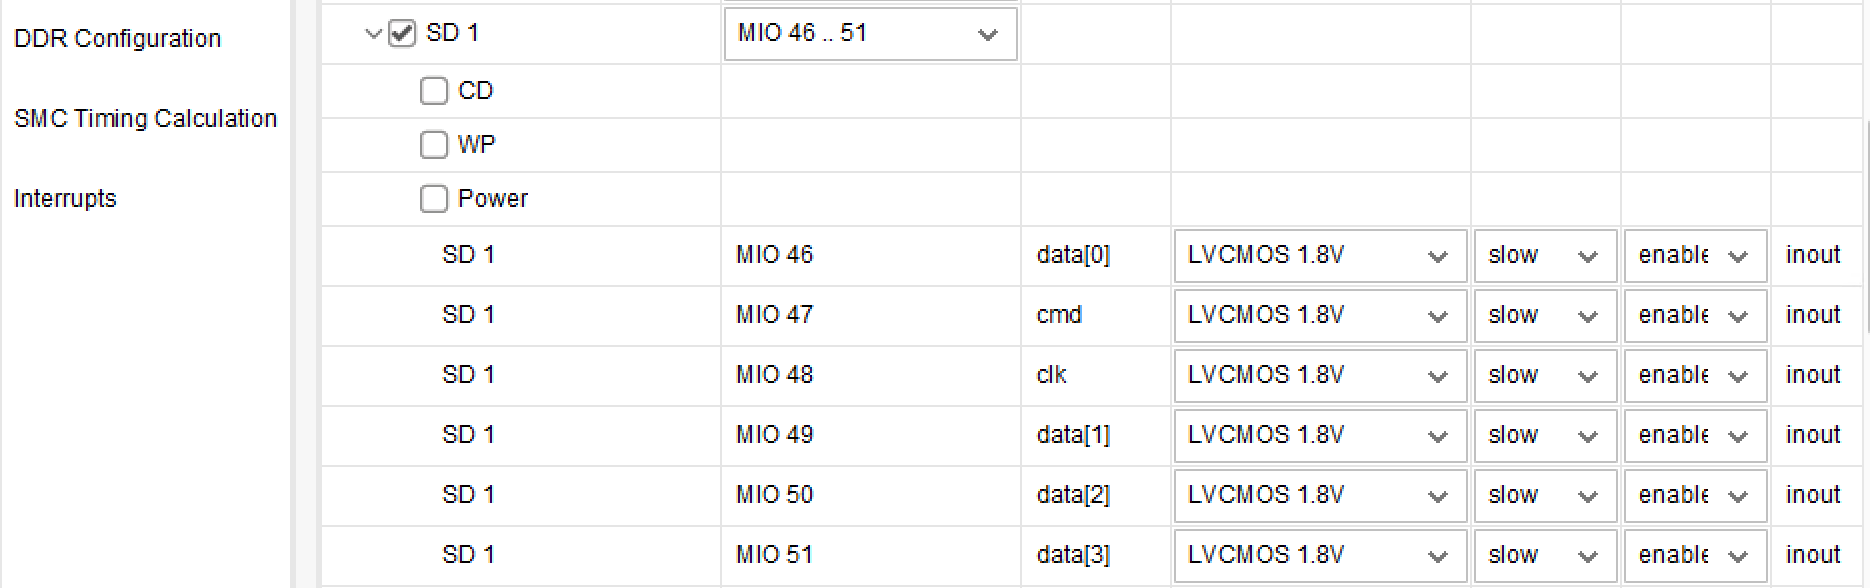 DDR Configuration
SMC Timing Calculation
Interrupts
SD 1 MIO 46 .. 51
CD
WP
Power
SD 1 MIO 46 data[0] LVCMOS 1.8V slow enable inout
SD 1 MIO 47 cmd LVCMOS 1.8V slow enable inout
SD 1 MIO 48 clk LVCMOS 1.8V slow enable inout
SD 1 MIO 49 data[1] LVCMOS 1.8V slow enable inout
SD 1 MIO 50 data[2] LVCMOS 1.8V slow enable inout
SD 1 MIO 51 data[3] LVCMOS 1.8V slow enable inout